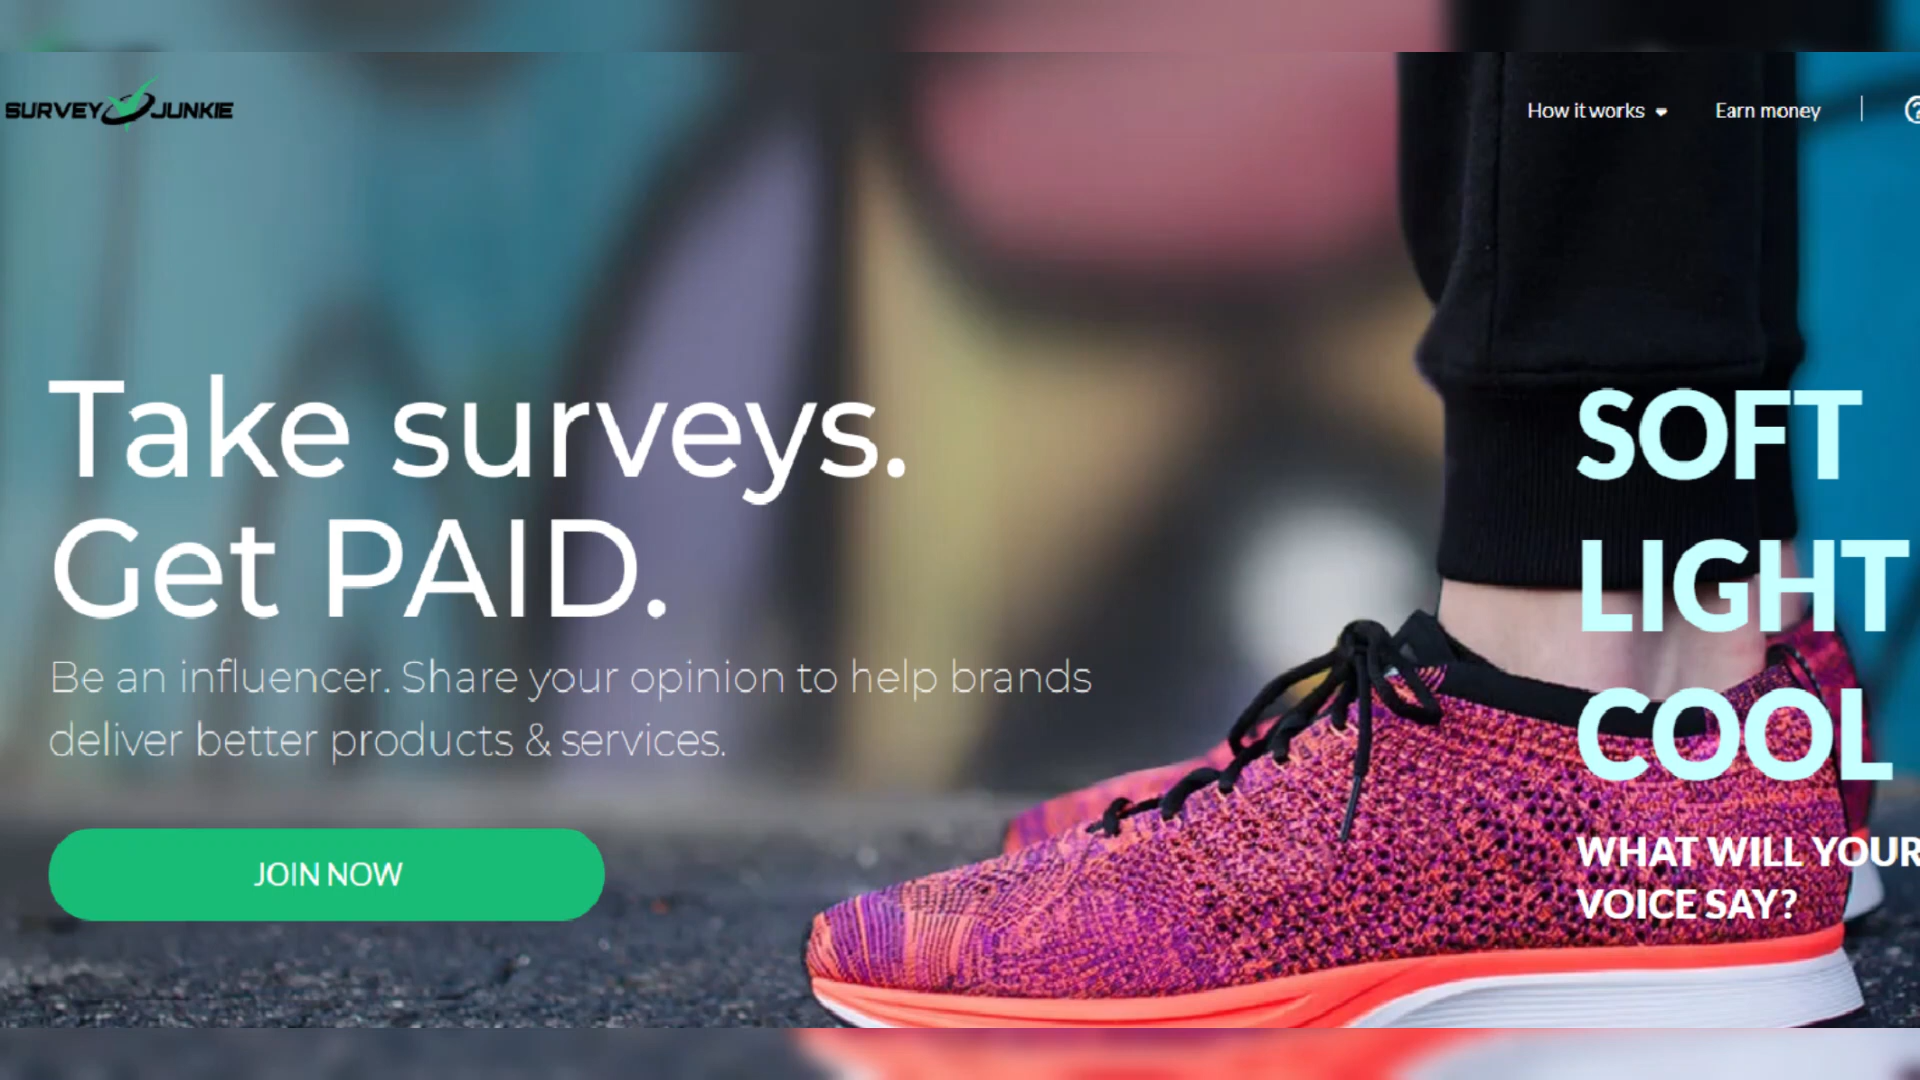 SURVEY JUNKIE
How it works
Earn money
Take surveys.
Get PAID.
Be an influencer. Share your opinion to help brands
deliver better products & services.
JOIN NOW
SOFT
LIGHT
COOL
WHAT WILL YOUR
VOICE SAY?